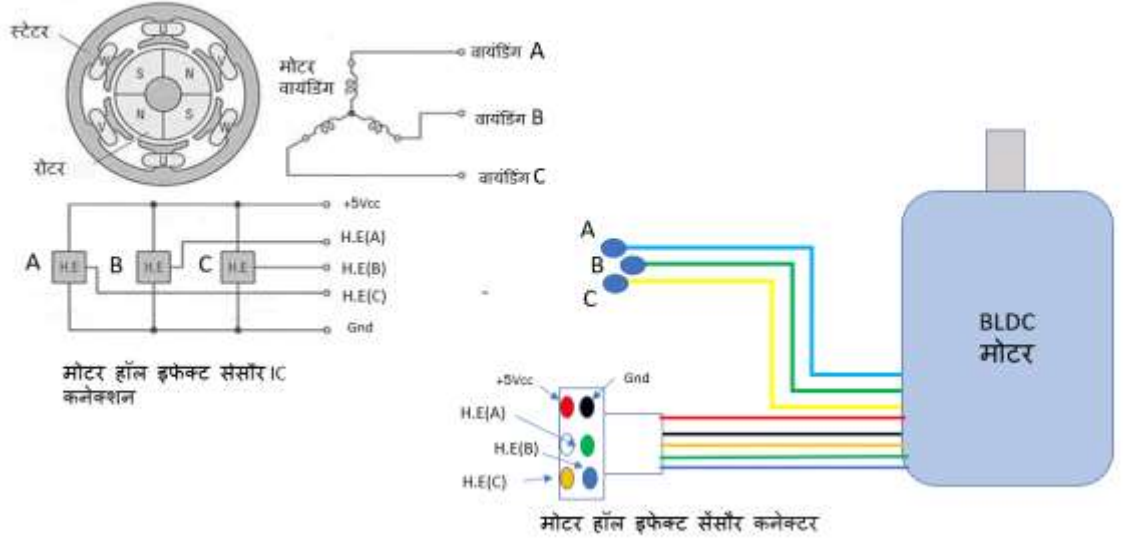 स्टेटर
W
V
S
N
N
S
V
W
U
U
रोटर
मोटर
वायंडिंग
वायंडिंग A
वायंडिंग B
वायंडिंग C
+5Vcc
H.E(A)
H.E(B)
H.E(C)
Gnd
A
H.E
B
H.E
C
H.E
मोटर हॉल इफेक्ट सेंसौर IC
कनेक्शन
A
B
C
BLDC
मोटर
+5Vcc
Gnd
H.E(A)
H.E(B)
H.E(C)
मोटर हॉल इफेक्ट सेंसौर कनेक्टर